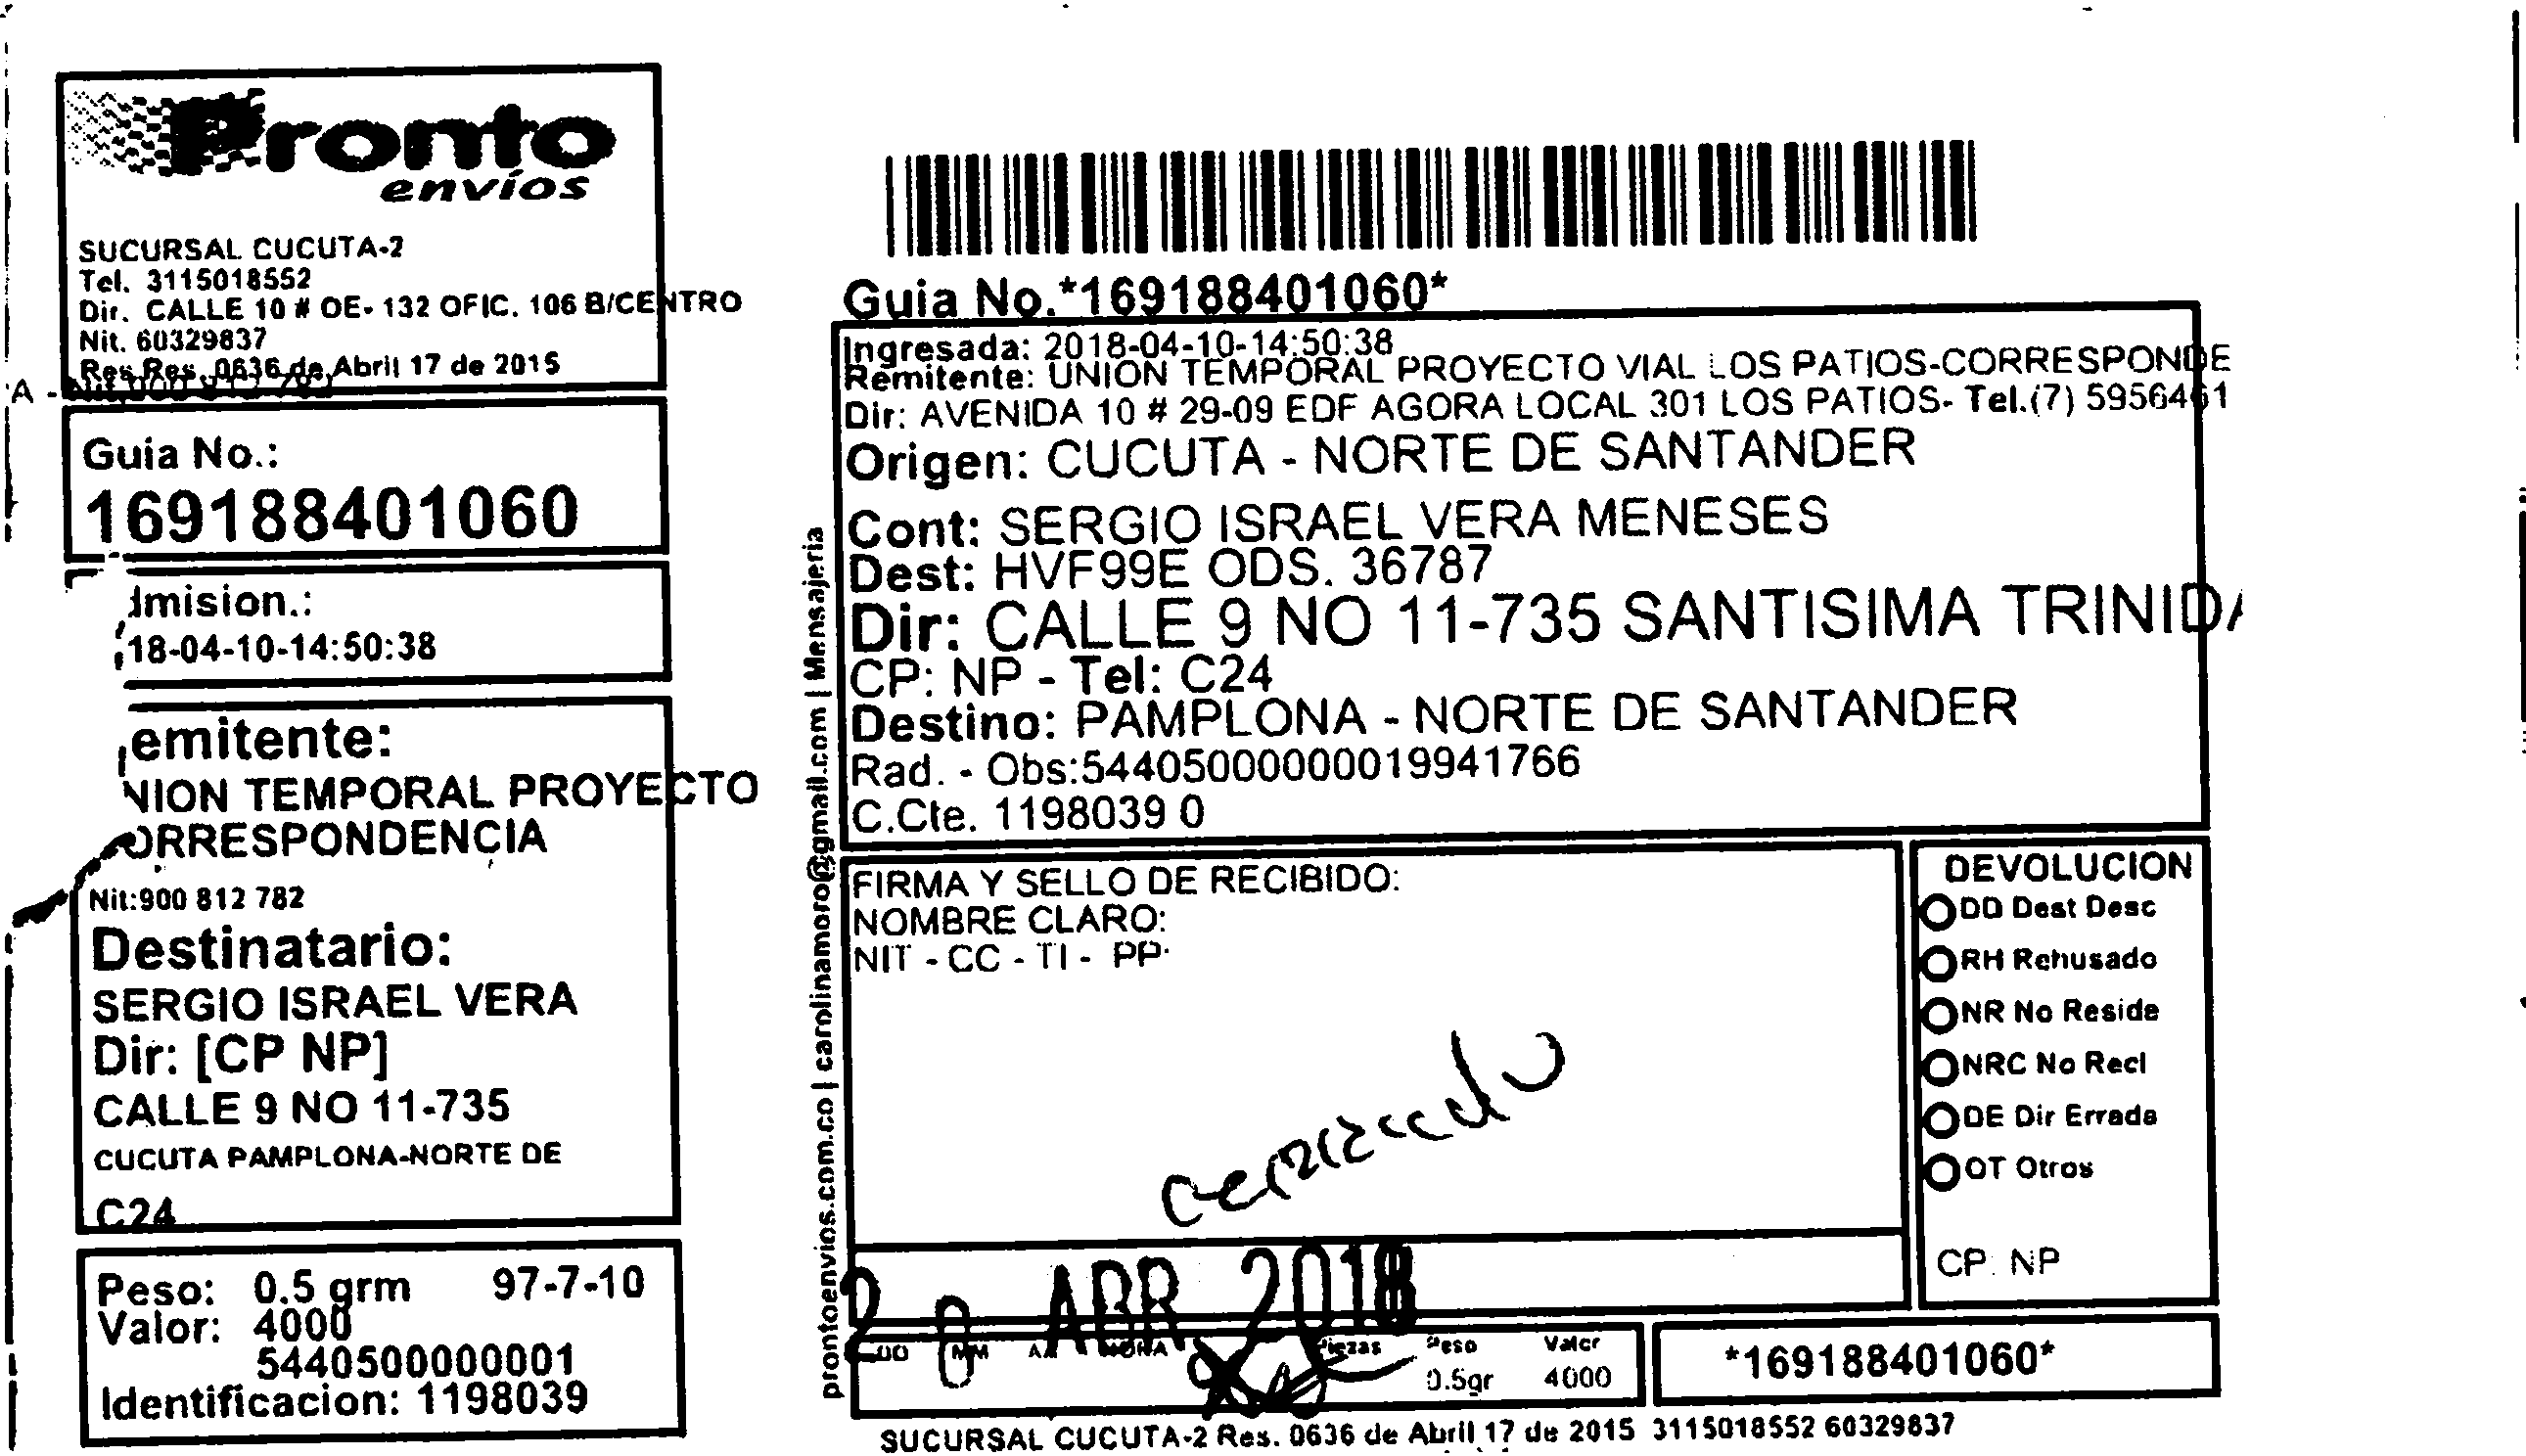 Pronto
envíos
SUCURSAL CUCUTA-2
Tel. 3115018552
Dir. CALLE 10 # OE- 132 OFIC. 106 B/CENTRO
Nit. 60329837
Res Res. 0636 de Abril 17 de 2015
A -
Guia No.:
169188401060
dmision.:
18-04-10-14:50:38
emitente:
NION TEMPORAL PROYECTO
ORRESPONDENCIA
Nit:900 812 782
Destinatario:
SERGIO ISRAEL VERA
Dir: [CP NP]
CALLE 9 NO 11-735
CUCUTA PAMPLONA-NORTE DE
C24
Peso: 0.5 grm 97-7-10
Valor: 4000
5440500000001
Identificacion: 1198039
prontoenvios.com.co | carolinamoro@gmail.com | Mensajeria
Guia No.*169188401060*
Ingresada: 2018-04-10-14:50:38
Remitente: UNION TEMPORAL PROYECTO VIAL LOS PATIOS-CORRESPONDE
Dir: AVENIDA 10 # 29-09 EDF AGORA LOCAL 301 LOS PATIOS- Tel.(7) 5956461
Origen: CUCUTA - NORTE DE SANTANDER
Cont: SERGIO ISRAEL VERA MENESES
Dest: HVF99E ODS. 36787
Dir: CALLE 9 NO 11-735 SANTISIMA TRINIDA
CP: NP - Tel: C24
Destino: PAMPLONA - NORTE DE SANTANDER
Rad. - Obs:5440500000019941766
C.Cte. 1198039 0
FIRMA Y SELLO DE RECIBIDO:
NOMBRE CLARO:
NIT - CC - TI - PP·
DEVOLUCION
DD Dest Desc
RH Rehusado
NR No Reside
NRC No Recl
DE Dir Errada
OT Otros
CP: NP
2 0 ABR 2018
DD MM AA HORA Piezas Peso Valor
0.5gr 4000
*169188401060*
SUCURSAL CUCUTA-2 Res. 0636 de Abril 17 de 2015 3115018552 60329837